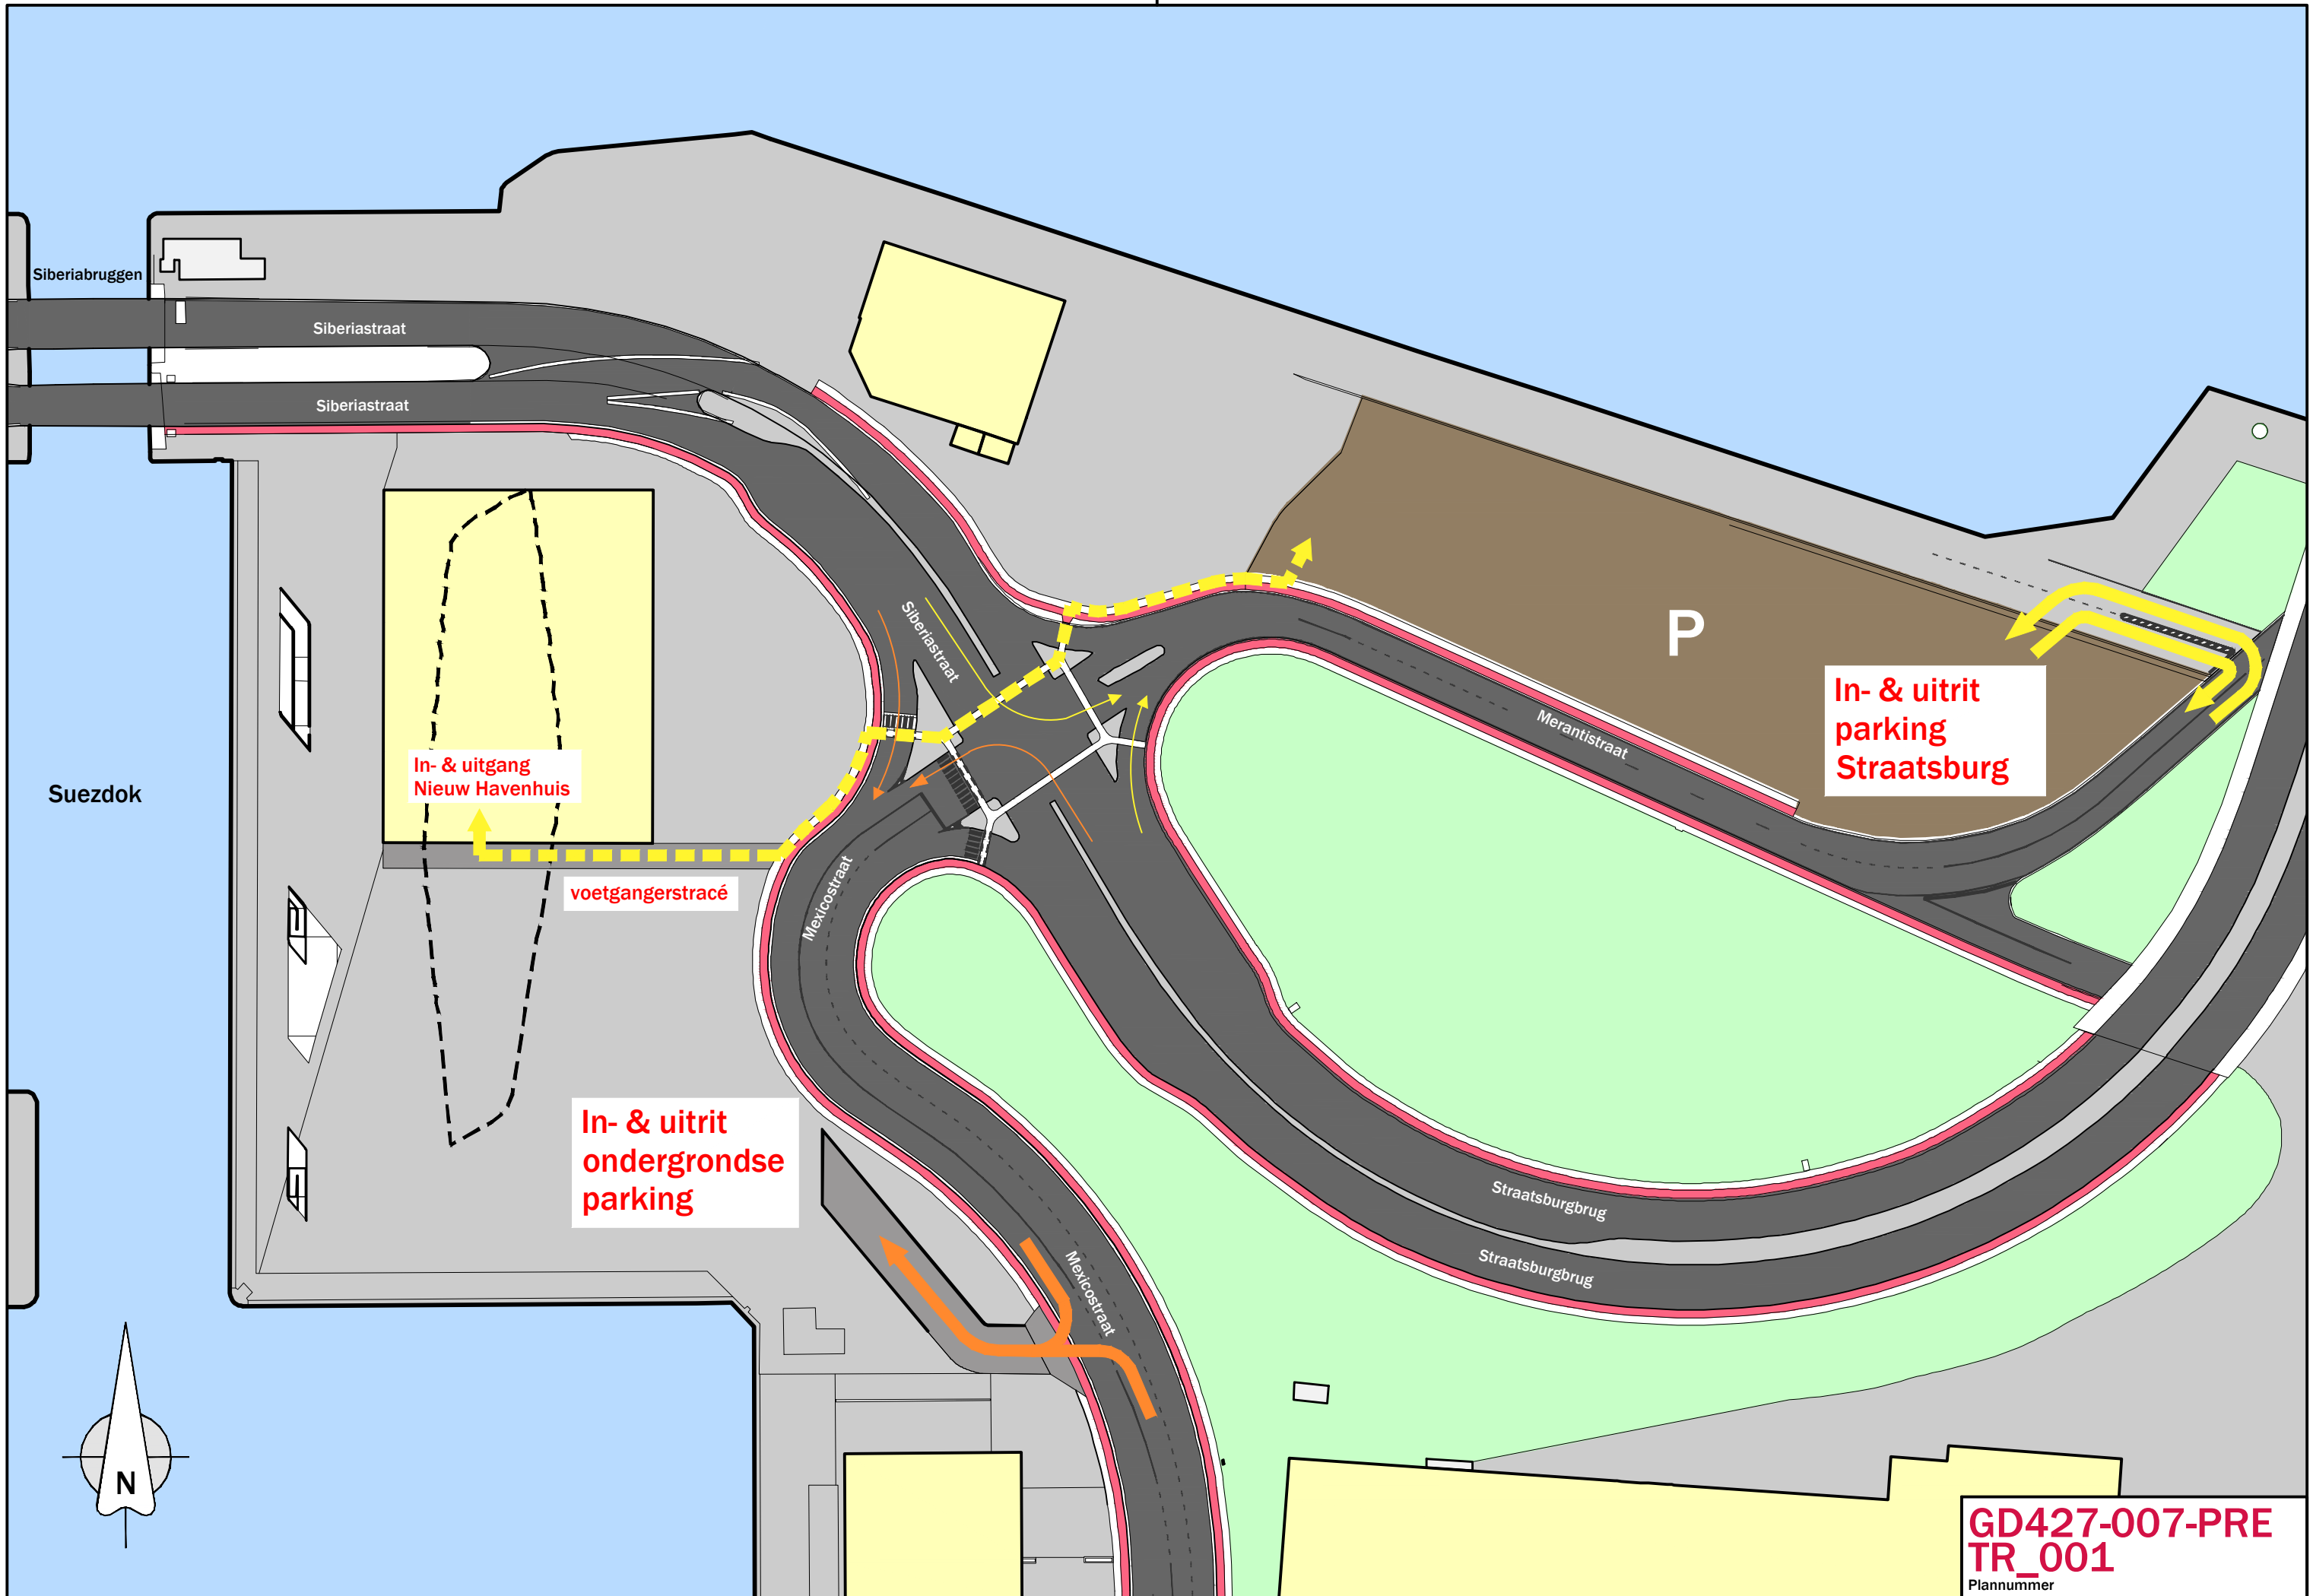 Siberiabruggen
Siberiastraat
Siberiastraat
Siberiastraat
P
In- & uitrit
parking
Straatsburg
Merantistraat
In- & uitgang
Nieuw Havenhuis
Suezdok
voetgangerstracé
Mexicostraat
In- & uitrit
ondergrondse
parking
Straatsburgbrug
Straatsburgbrug
Mexicostraat
N
GD427-007-PRE
TR_001
Plannummer